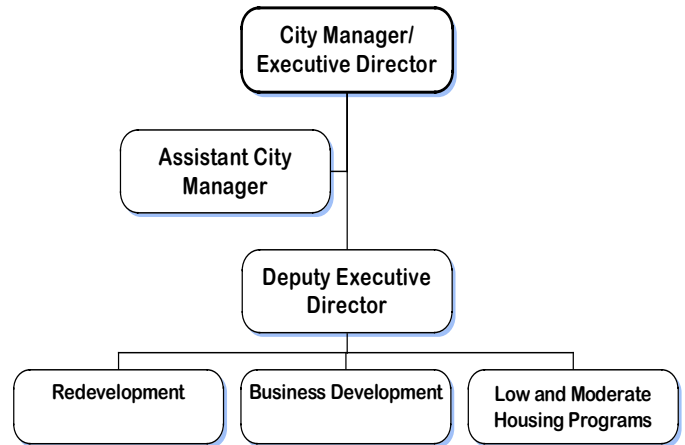 City Manager/
Executive Director
Assistant City
Manager
Deputy Executive
Director
Redevelopment
Business Development
Low and Moderate
Housing Programs